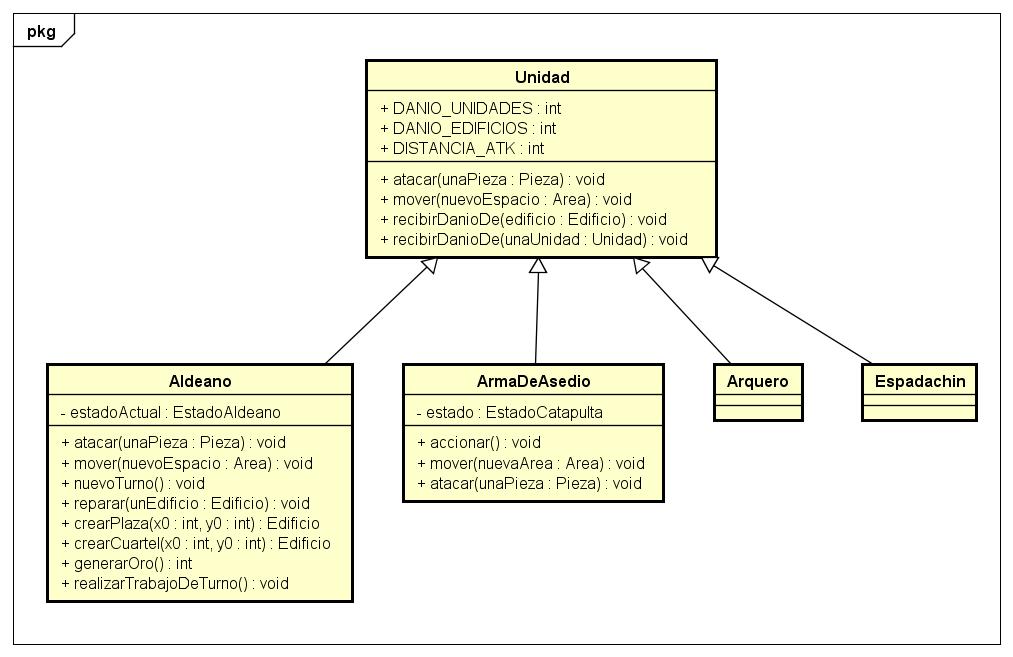 pkg
Unidad
+ DANIO_UNIDADES : int
+ DANIO_EDIFICIOS : int
+ DISTANCIA_ATK : int
+ atacar(unaPieza : Pieza) : void
+ mover(nuevoEspacio : Area) : void
+ recibirDanioDe(edificio : Edificio) : void
+ recibirDanioDe(unaUnidad : Unidad) : void
Aldeano
- estadoActual : EstadoAldeano
+ atacar(unaPieza : Pieza) : void
+ mover(nuevoEspacio : Area) : void
+ nuevoTurno() : void
+ reparar(unEdificio : Edificio) : void
+ crearPlaza(x0 : int, y0 : int) : Edificio
+ crearCuartel(x0 : int, y0 : int) : Edificio
+ generarOro() : int
+ realizarTrabajoDeTurno() : void
ArmaDeAsedio
- estado : EstadoCatapulta
+ accionar() : void
+ mover(nuevaArea : Area) : void
+ atacar(unaPieza : Pieza) : void
Arquero
Espadachin